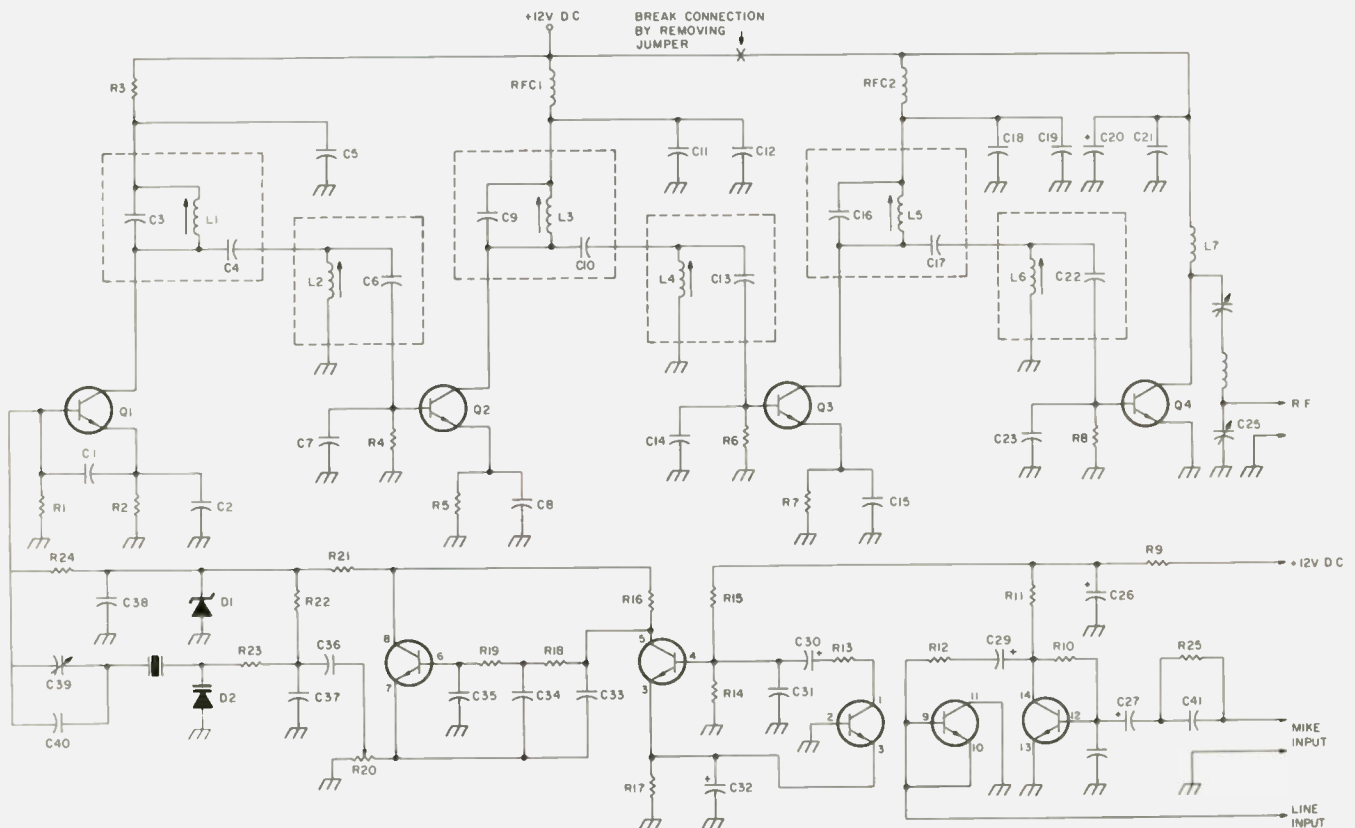 +12V DC
BREAK CONNECTION
BY REMOVING
JUMPER
R3
RFC1
RFC2
C5
C11
C12
C18
C19
C20
C21
C3
L1
C4
C9
L3
C10
C16
L5
C17
L7
L2
C6
L4
C13
L6
C22
Q1
Q2
Q3
Q4
RF
C7
R4
C14
R6
C23
R8
C25
C1
R1
R2
C2
R5
C8
R7
C15
R24
R21
R9
+12V DC
C38
D1
R22
R16
R15
R11
C26
C39
R23
C36
8
6
R19
R18
5
4
C30
R13
R12
C29
R10
R25
D2
C37
7
C35
C34
C33
3
R14
C31
1
2
3
11
9
10
14
12
13
C27
C41
MIKE
INPUT
C40
R20
R17
C32
LINE
INPUT